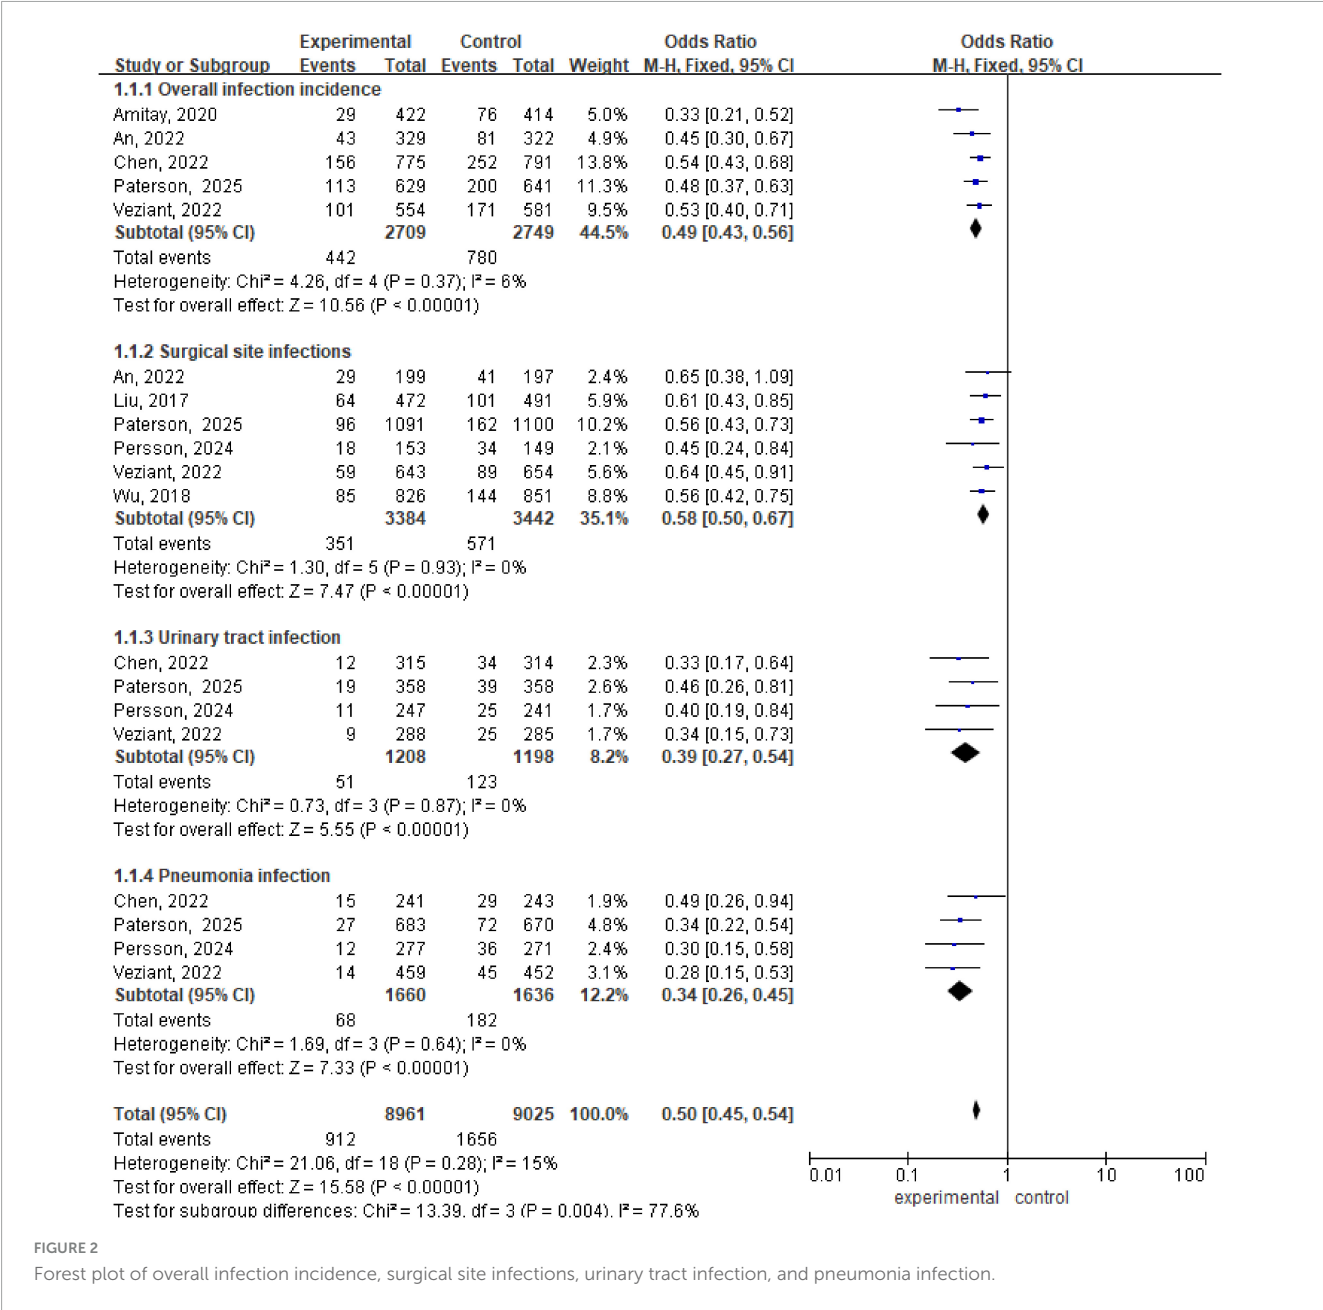 Experimental Control Odds Ratio Odds Ratio
Study or Subgroup Events Total Events Total Weight M-H, Fixed, 95% CI M-H, Fixed, 95% CI
1.1.1 Overall infection incidence
Amitay, 2020 29 422 76 414 5.0% 0.33 [0.21, 0.52]
An, 2022 43 329 81 322 4.9% 0.45 [0.30, 0.67]
Chen, 2022 156 775 252 791 13.8% 0.54 [0.43, 0.68]
Paterson, 2025 113 629 200 641 11.3% 0.48 [0.37, 0.63]
Veziant, 2022 101 554 171 581 9.5% 0.53 [0.40, 0.71]
Subtotal (95% CI) 2709 2749 44.5% 0.49 [0.43, 0.56]
Total events 442 780
Heterogeneity: Chi² = 4.26, df = 4 (P = 0.37); I² = 6%
Test for overall effect: Z = 10.56 (P < 0.00001)
1.1.2 Surgical site infections
An, 2022 29 199 41 197 2.4% 0.65 [0.38, 1.09]
Liu, 2017 64 472 101 491 5.9% 0.61 [0.43, 0.85]
Paterson, 2025 96 1091 162 1100 10.2% 0.56 [0.43, 0.73]
Persson, 2024 18 153 34 149 2.1% 0.45 [0.24, 0.84]
Veziant, 2022 59 643 89 654 5.6% 0.64 [0.45, 0.91]
Wu, 2018 85 826 144 851 8.8% 0.56 [0.42, 0.75]
Subtotal (95% CI) 3384 3442 35.1% 0.58 [0.50, 0.67]
Total events 351 571
Heterogeneity: Chi² = 1.30, df = 5 (P = 0.93); I² = 0%
Test for overall effect: Z = 7.47 (P < 0.00001)
1.1.3 Urinary tract infection
Chen, 2022 12 315 34 314 2.3% 0.33 [0.17, 0.64]
Paterson, 2025 19 358 39 358 2.6% 0.46 [0.26, 0.81]
Persson, 2024 11 247 25 241 1.7% 0.40 [0.19, 0.84]
Veziant, 2022 9 288 25 285 1.7% 0.34 [0.15, 0.73]
Subtotal (95% CI) 1208 1198 8.2% 0.39 [0.27, 0.54]
Total events 51 123
Heterogeneity: Chi² = 0.73, df = 3 (P = 0.87); I² = 0%
Test for overall effect: Z = 5.55 (P < 0.00001)
1.1.4 Pneumonia infection
Chen, 2022 15 241 29 243 1.9% 0.49 [0.26, 0.94]
Paterson, 2025 27 683 72 670 4.8% 0.34 [0.22, 0.54]
Persson, 2024 12 277 36 271 2.4% 0.30 [0.15, 0.58]
Veziant, 2022 14 459 45 452 3.1% 0.28 [0.15, 0.53]
Subtotal (95% CI) 1660 1636 12.2% 0.34 [0.26, 0.45]
Total events 68 182
Heterogeneity: Chi² = 1.69, df = 3 (P = 0.64); I² = 0%
Test for overall effect: Z = 7.33 (P < 0.00001)
Total (95% CI) 8961 9025 100.0% 0.50 [0.45, 0.54]
Total events 912 1656
Heterogeneity: Chi² = 21.06, df = 18 (P = 0.28); I² = 15%
Test for overall effect: Z = 15.58 (P < 0.00001)
Test for subgroup differences: Chi² = 13.39, df = 3 (P = 0.004), I² = 77.6%
0.01 0.1 1 10 100
experimental control
FIGURE 2
Forest plot of overall infection incidence, surgical site infections, urinary tract infection, and pneumonia infection.